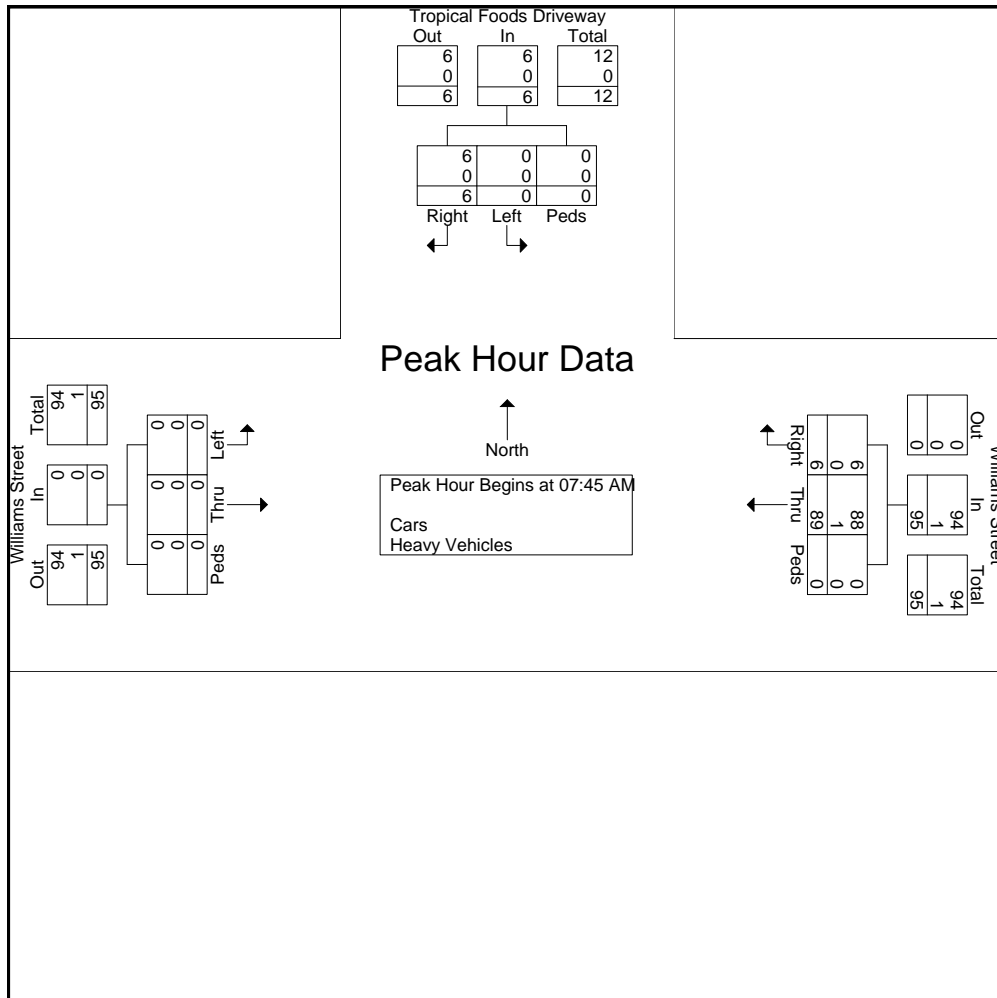 Tropical Foods Driveway
Out In Total
6 6 12
0 0 0
6 6 12
6 0 0
0 0 0
6 0 0
Right Left Peds
Peak Hour Data
North
Peak Hour Begins at 07:45 AM
Cars
Heavy Vehicles
Williams Street
Total In Out
94 0 94
1 0 1
95 0 95
Left Thru Peds
0 0 0
0 0 0
0 0 0
Williams Street
Out In Total
0 94 94
0 1 1
0 95 95
Right Thru Peds
6 88 0
0 1 0
6 89 0